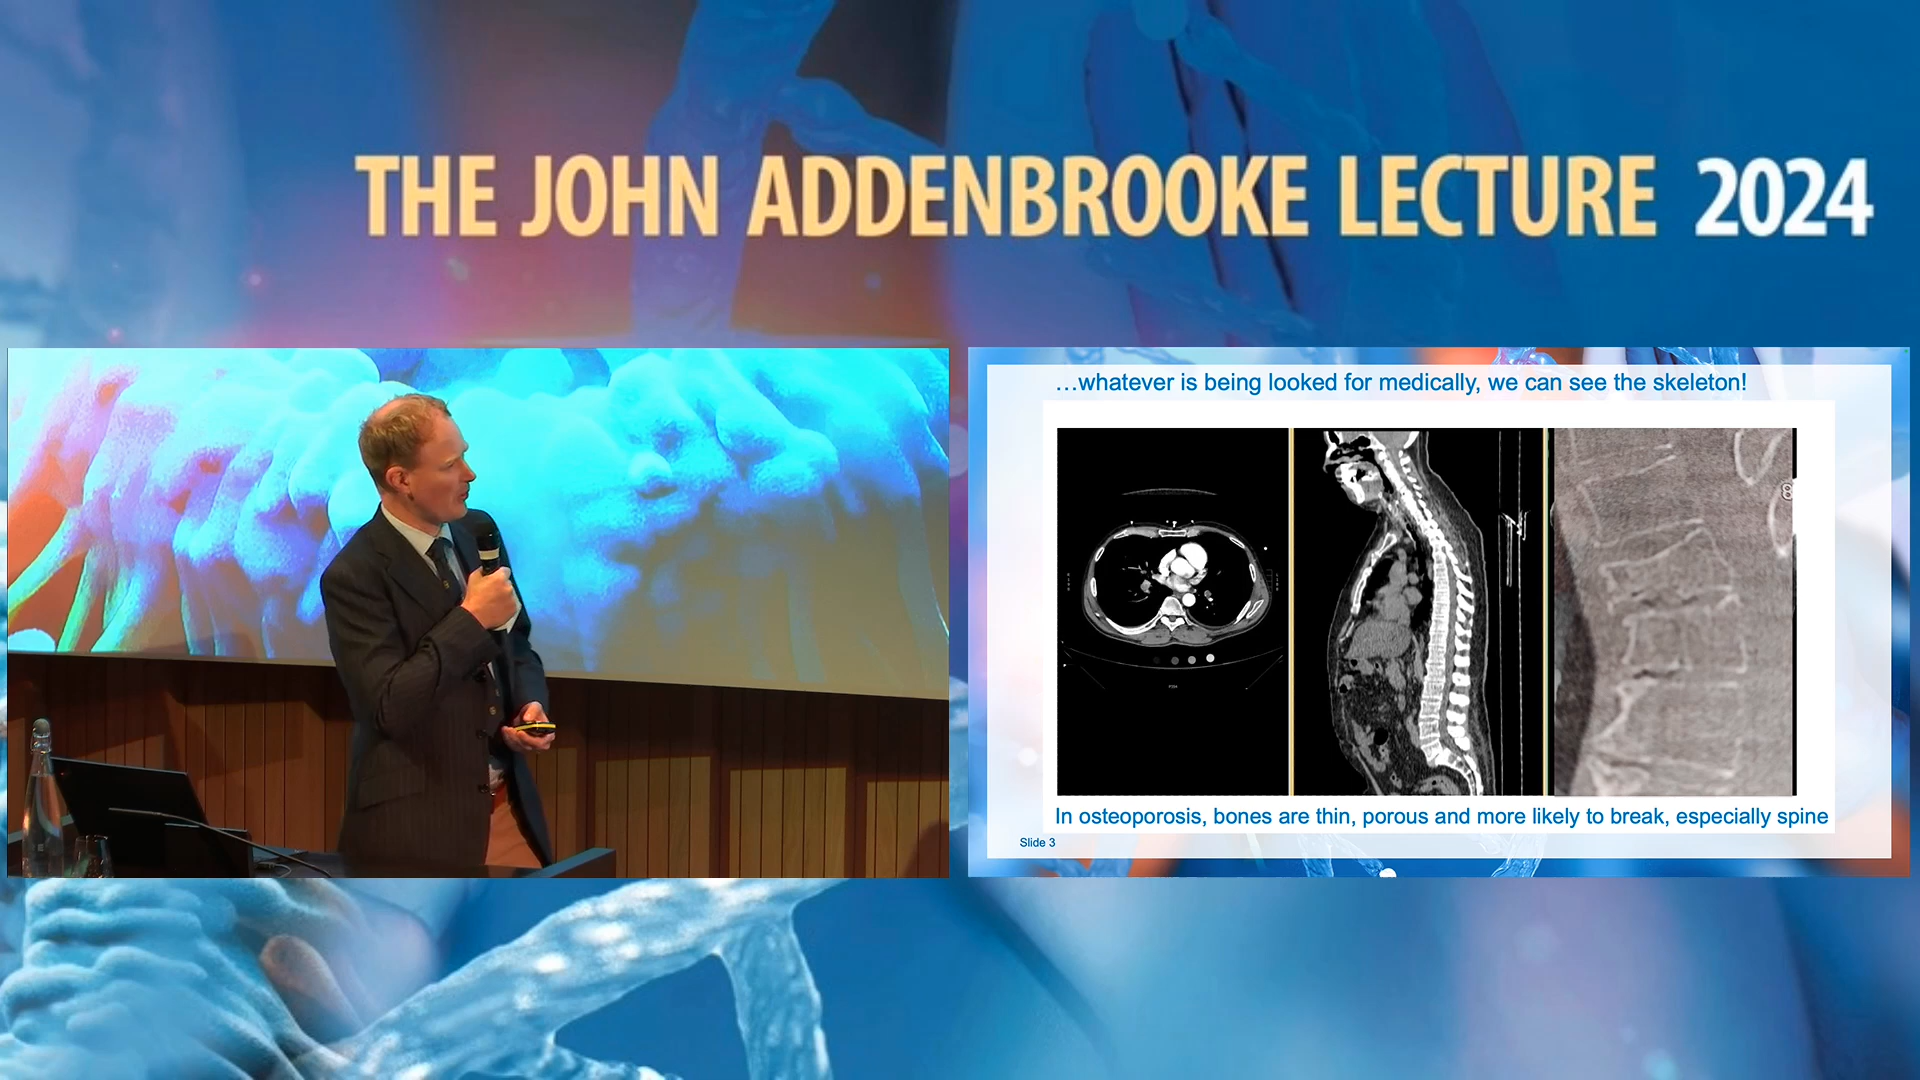 THE JOHN ADDENBROOKE LECTURE 2024
…whatever is being looked for medically, we can see the skeleton!
8
In osteoporosis, bones are thin, porous and more likely to break, especially spine
Slide 3